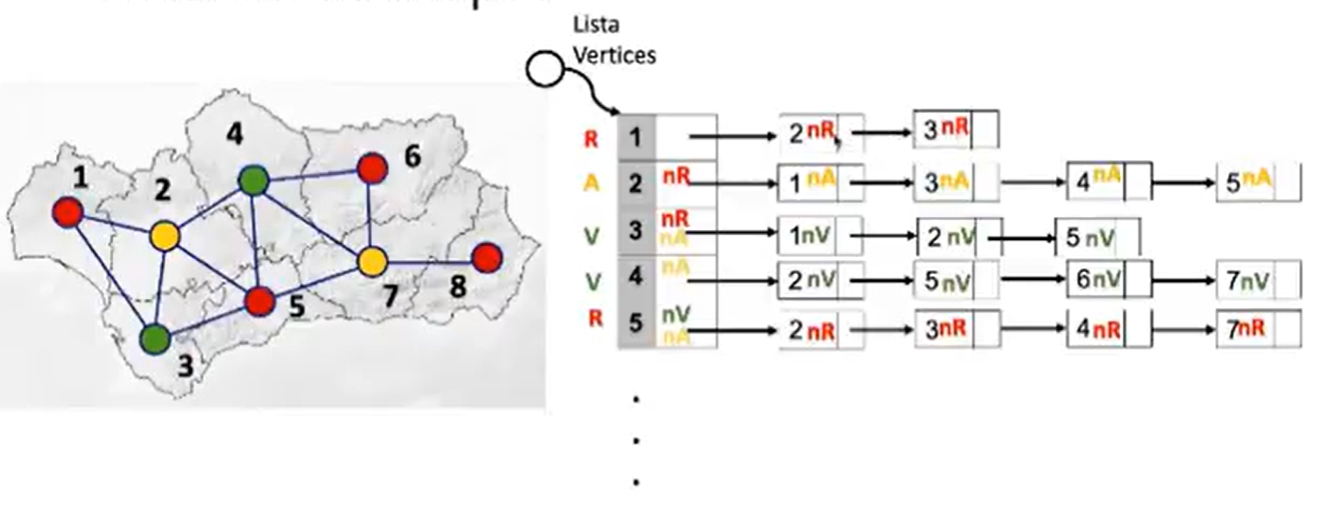 Lista
Vertices
4
1
2
6
5
7
8
3
R 1 2 nR 3 nR
A 2 nR 1 nA 3 nA 4 nA 5 nA
V 3 nR nA 1 nV 2 nV 5 nV
V 4 nA 2 nV 5 nV 6 nV 7 nV
R 5 nV nA 2 nR 3 nR 4 nR 7 nR